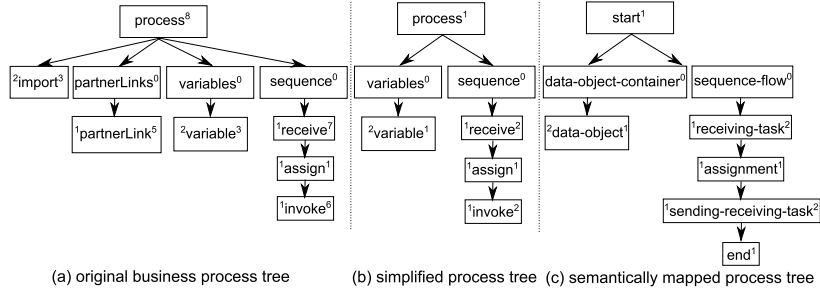 process⁸ process¹ start¹
²import³ partnerLinks⁰ variables⁰ sequence⁰ variables⁰ sequence⁰ data-object-container⁰ sequence-flow⁰
¹partnerLink⁵ ²variable³ ¹receive⁷ ²variable¹ ¹receive² ²data-object¹ ¹receiving-task²
¹assign¹ ¹assign¹ ¹assignment¹
¹invoke⁶ ¹invoke² ¹sending-receiving-task²
end¹
(a) original business process tree (b) simplified process tree (c) semantically mapped process tree